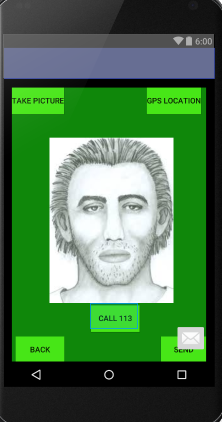 6:00
TAKE PICTURE
GPS LOCATION
CALL 113
BACK
SEND